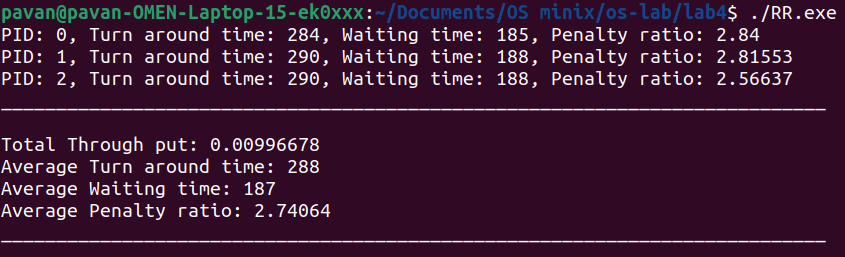 pavan@pavan-OMEN-Laptop-15-ek0xxx:~/Documents/OS minix/os-lab/lab4$ ./RR.exe
PID: 0, Turn around time: 284, Waiting time: 185, Penalty ratio: 2.84
PID: 1, Turn around time: 290, Waiting time: 188, Penalty ratio: 2.81553
PID: 2, Turn around time: 290, Waiting time: 188, Penalty ratio: 2.56637
Total Through put: 0.00996678
Average Turn around time: 288
Average Waiting time: 187
Average Penalty ratio: 2.74064